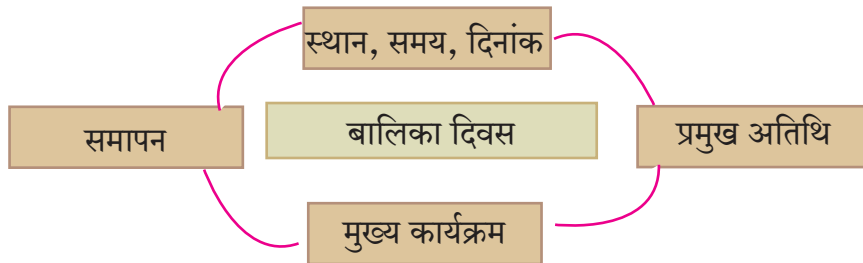 स्थान, समय, दिनांक
समापन
बालिका दिवस
प्रमुख अतिथि
मुख्य कार्यक्रम